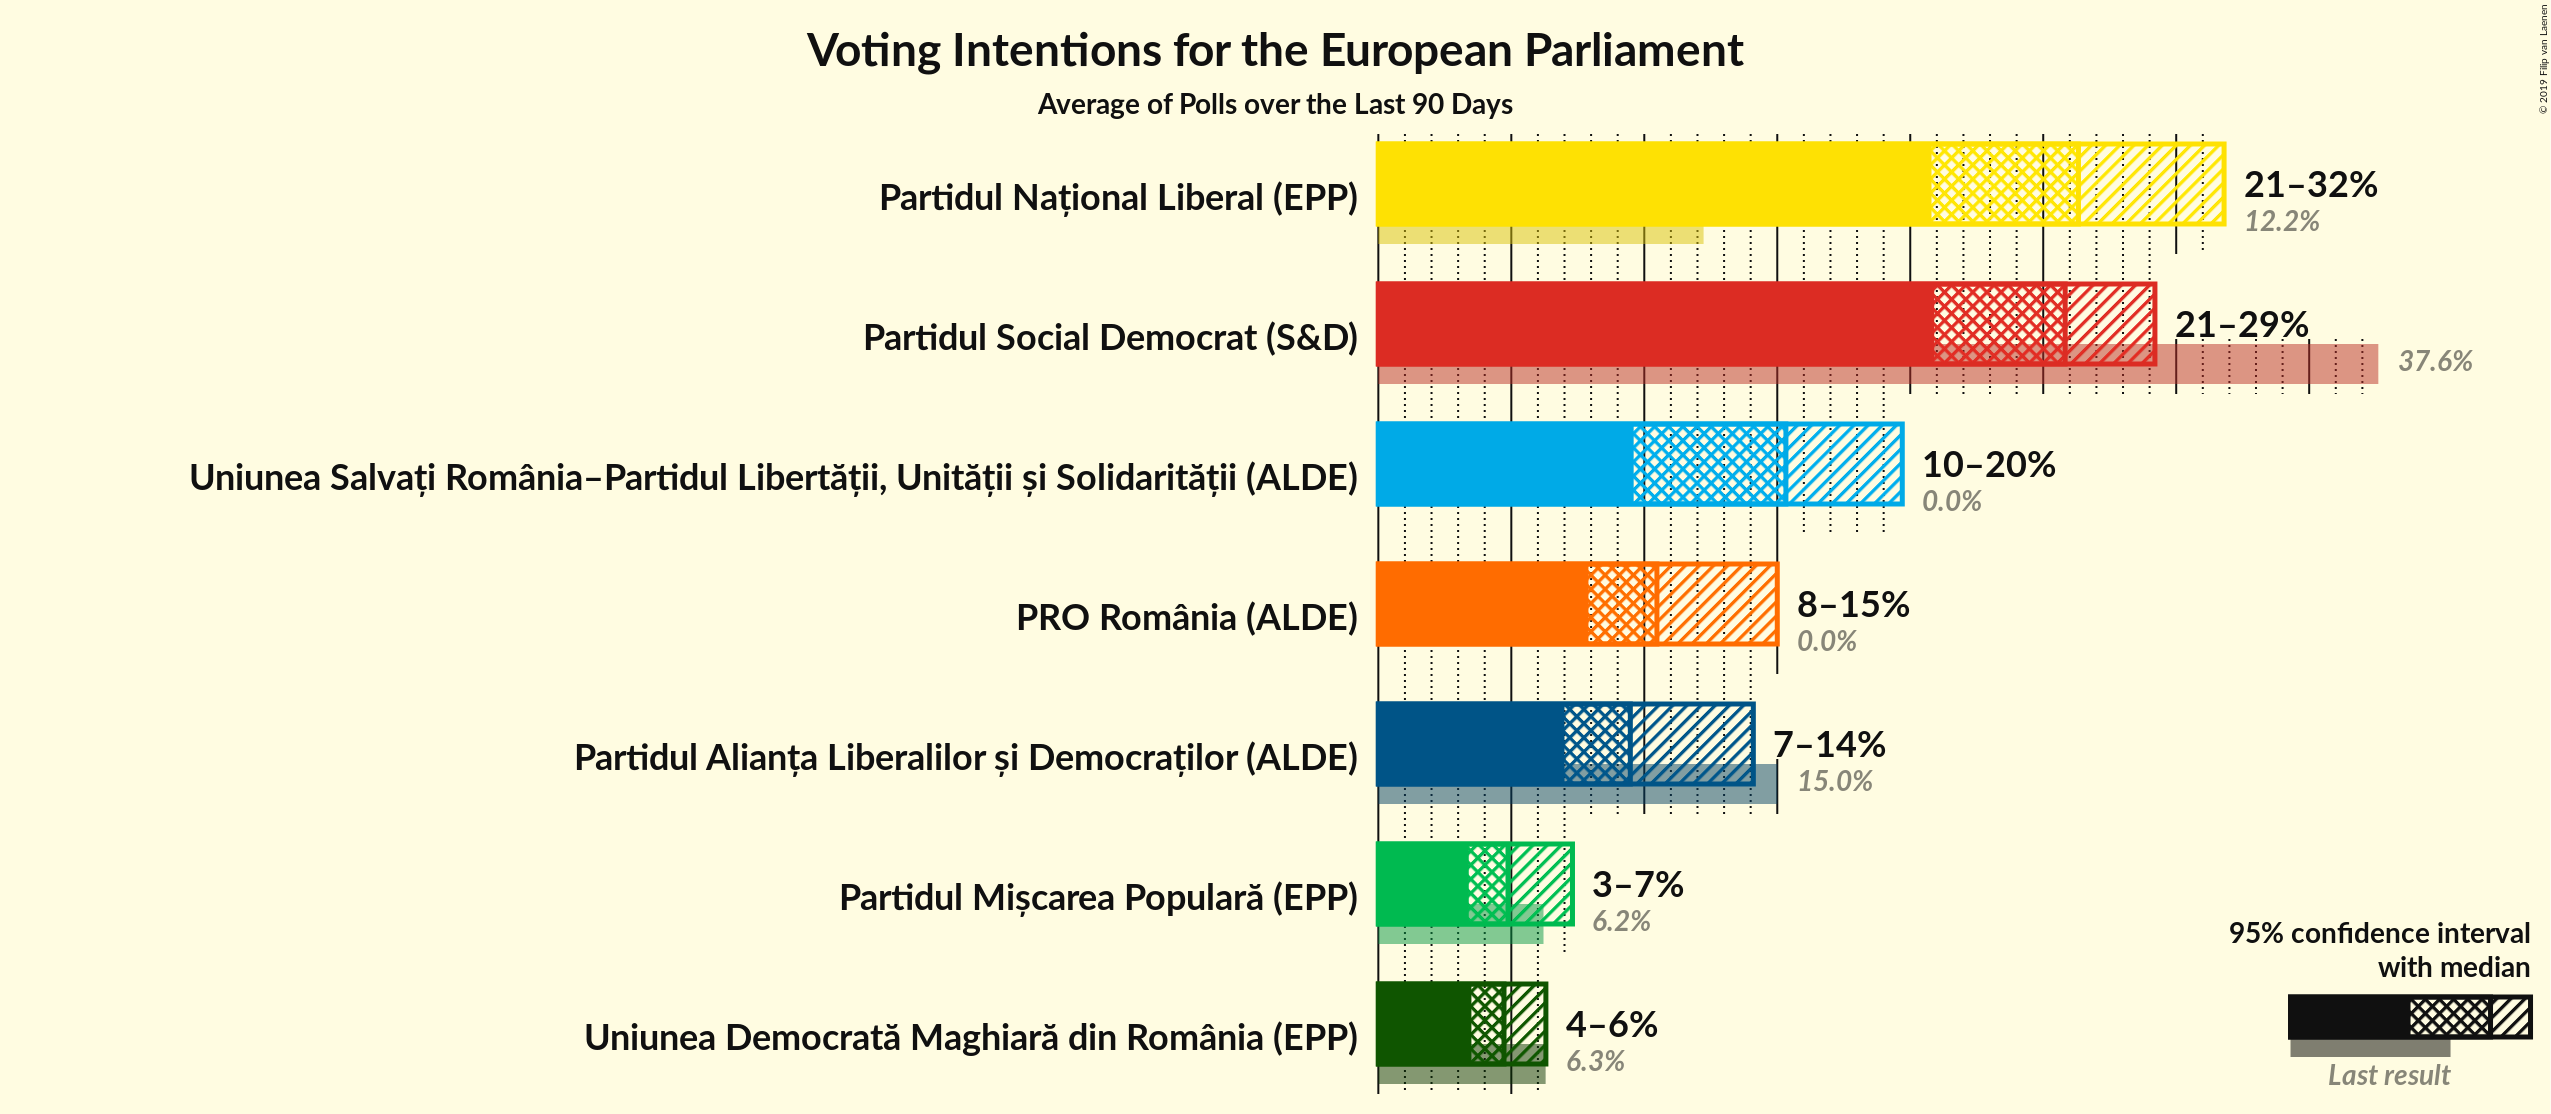 Voting Intentions for the European Parliament
Average of Polls over the Last 90 Days
© 2019 Filip van Laenen
Partidul Național Liberal (EPP)
21–32%
12.2%
Partidul Social Democrat (S&D)
21–29%
37.6%
Uniunea Salvați România–Partidul Libertății, Unității și Solidarității (ALDE)
10–20%
0.0%
PRO România (ALDE)
8–15%
0.0%
Partidul Alianța Liberalilor și Democraților (ALDE)
7–14%
15.0%
Partidul Mișcarea Populară (EPP)
3–7%
6.2%
Uniunea Democrată Maghiară din România (EPP)
4–6%
6.3%
95% confidence interval
with median
Last result